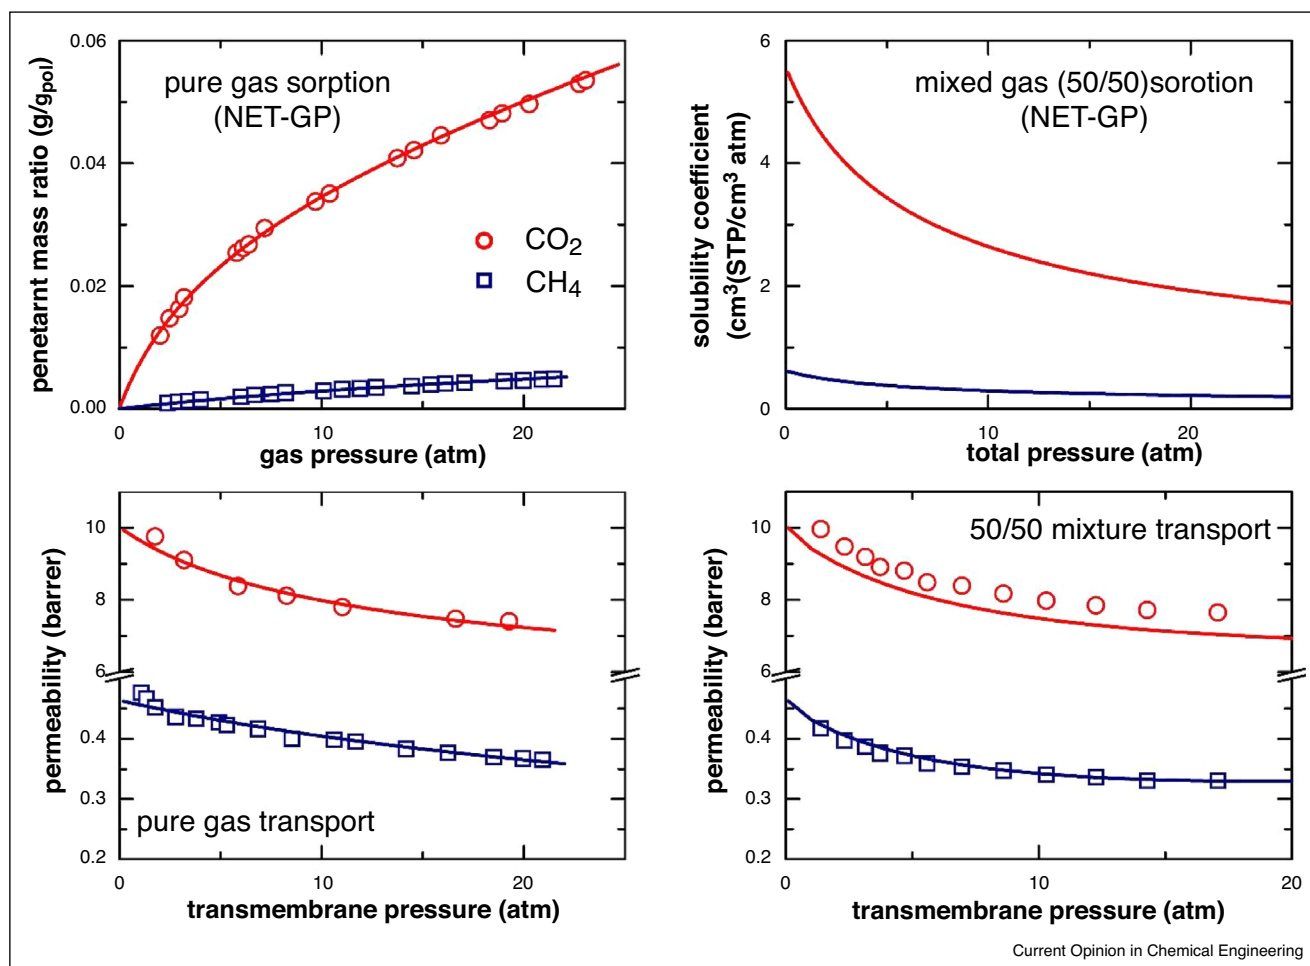 0.06
0.04
0.02
0.00
penetarnt mass ratio (g/gpol)
pure gas sorption
(NET-GP)
CO2
CH4
0
10
20
gas pressure (atm)
6
4
2
0
solubility coefficient
(cm3(STP/cm3 atm)
mixed gas (50/50)sorotion
(NET-GP)
0
10
20
total pressure (atm)
10
8
6
0.4
0.3
0.2
permeability (barrer)
pure gas transport
0
10
20
transmembrane pressure (atm)
10
8
6
0.4
0.3
0.2
permeability (barrer)
50/50 mixture transport
0
10
20
transmembrane pressure (atm)
Current Opinion in Chemical Engineering